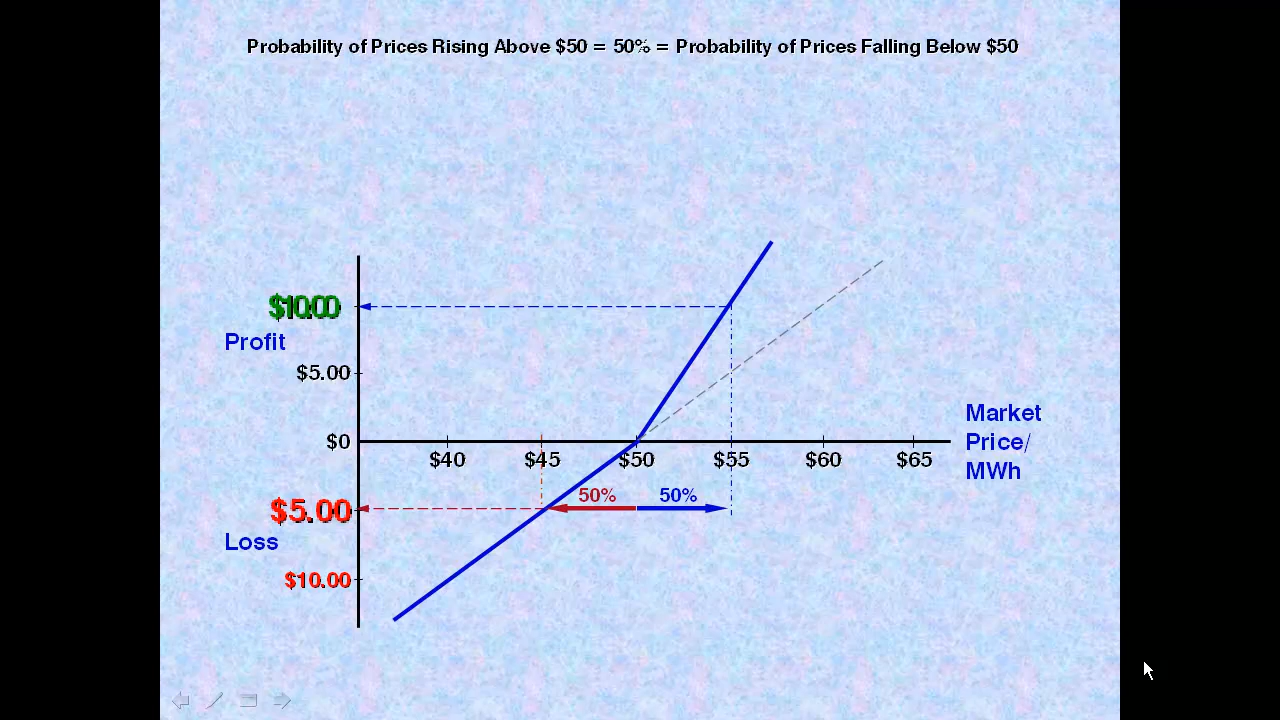 Probability of Prices Rising Above $50 = 50% = Probability of Prices Falling Below $50
$10.00
Profit
$5.00
Market
Price/
MWh
$0
$40 $45 $50 $55 $60 $65
50% 50%
$5.00
Loss
$10.00